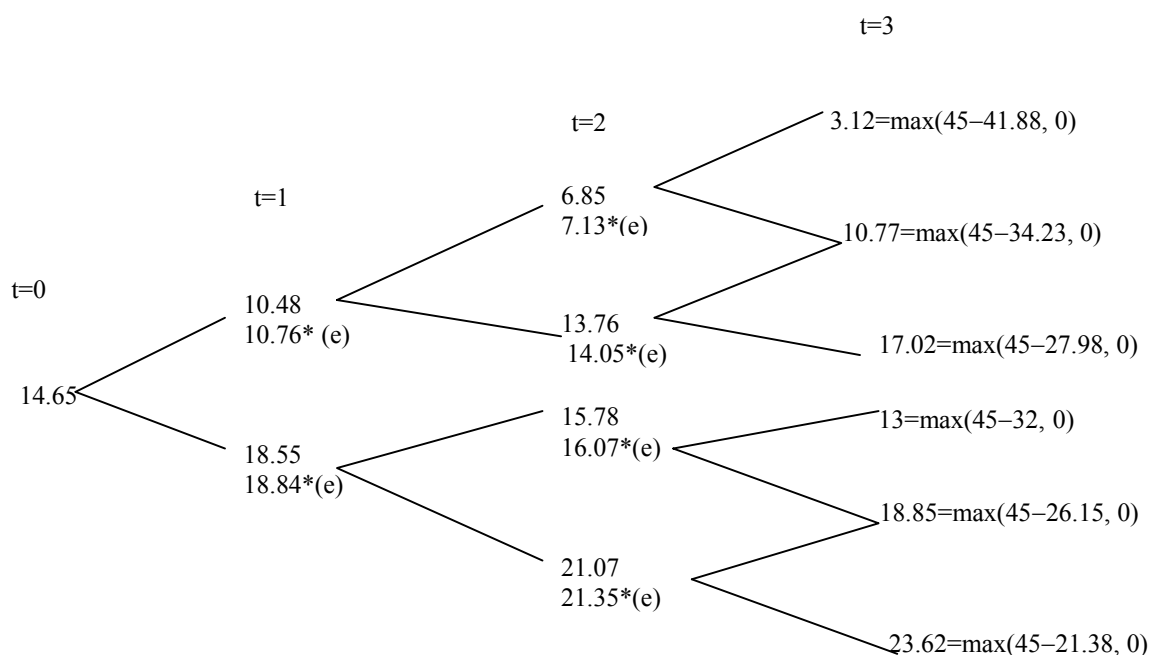 t=3
3.12=max(45−41.88, 0)
t=2
6.85
7.13*(e)
t=1
10.77=max(45−34.23, 0)
t=0
10.48
10.76* (e)
13.76
14.05*(e)
17.02=max(45−27.98, 0)
14.65
15.78
16.07*(e)
13=max(45−32, 0)
18.55
18.84*(e)
18.85=max(45−26.15, 0)
21.07
21.35*(e)
23.62=max(45−21.38, 0)